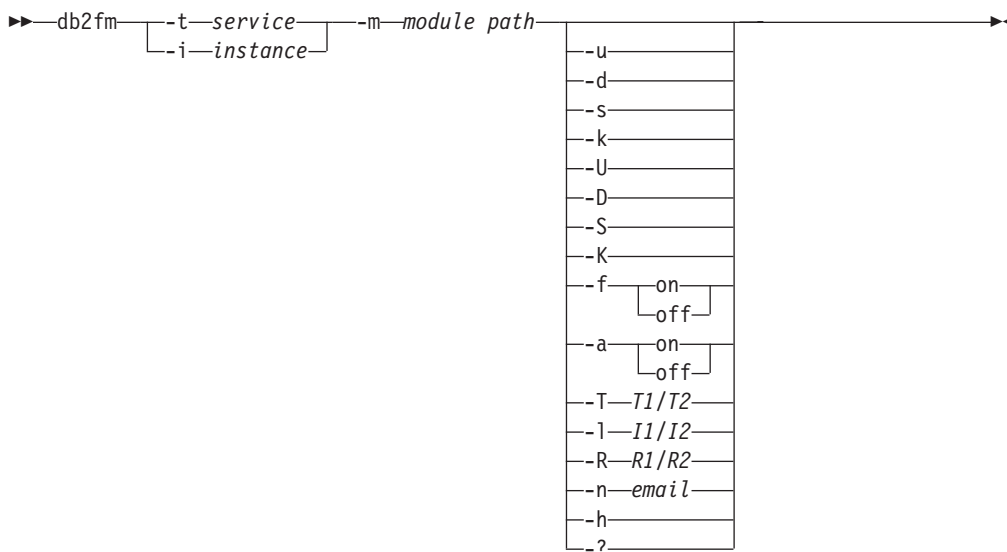 db2fm -t service -m module path
-i instance
-u
-d
-s
-k
-U
-D
-S
-K
-f on
off
-a on
off
-T T1/T2
-l I1/I2
-R R1/R2
-n email
-h
-?